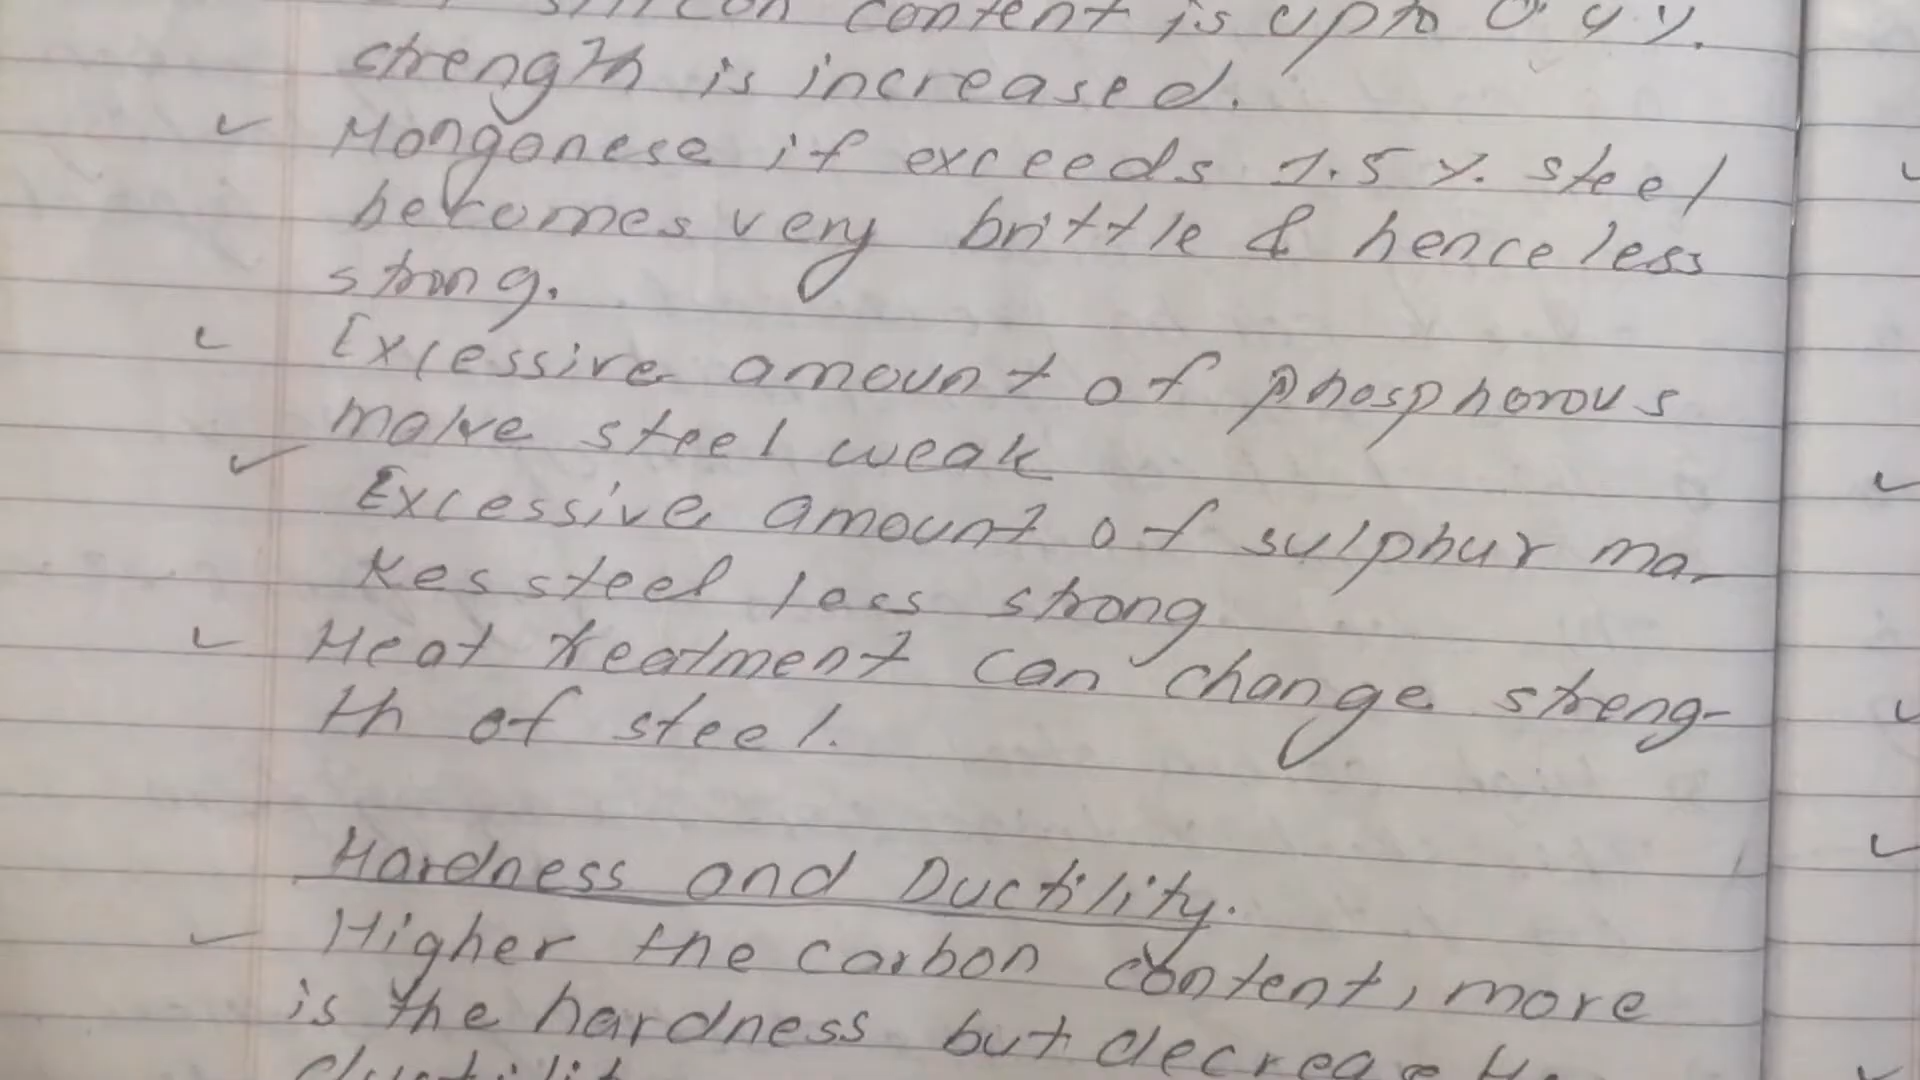 silicon content is upto 0.4 %.
strength is increased.
✓ Manganese if exceeds 1.5 %. steel
becomes very brittle & hence less
strong.
✓ Excessive amount of phosphorous
make steel weak
✓ Excessive amount of sulphur ma-
kes steel less strong
✓ Heat treatment can change streng-
th of steel.
Hardness and Ductility.
✓ Higher the carbon content, more
is the hardness but decrease